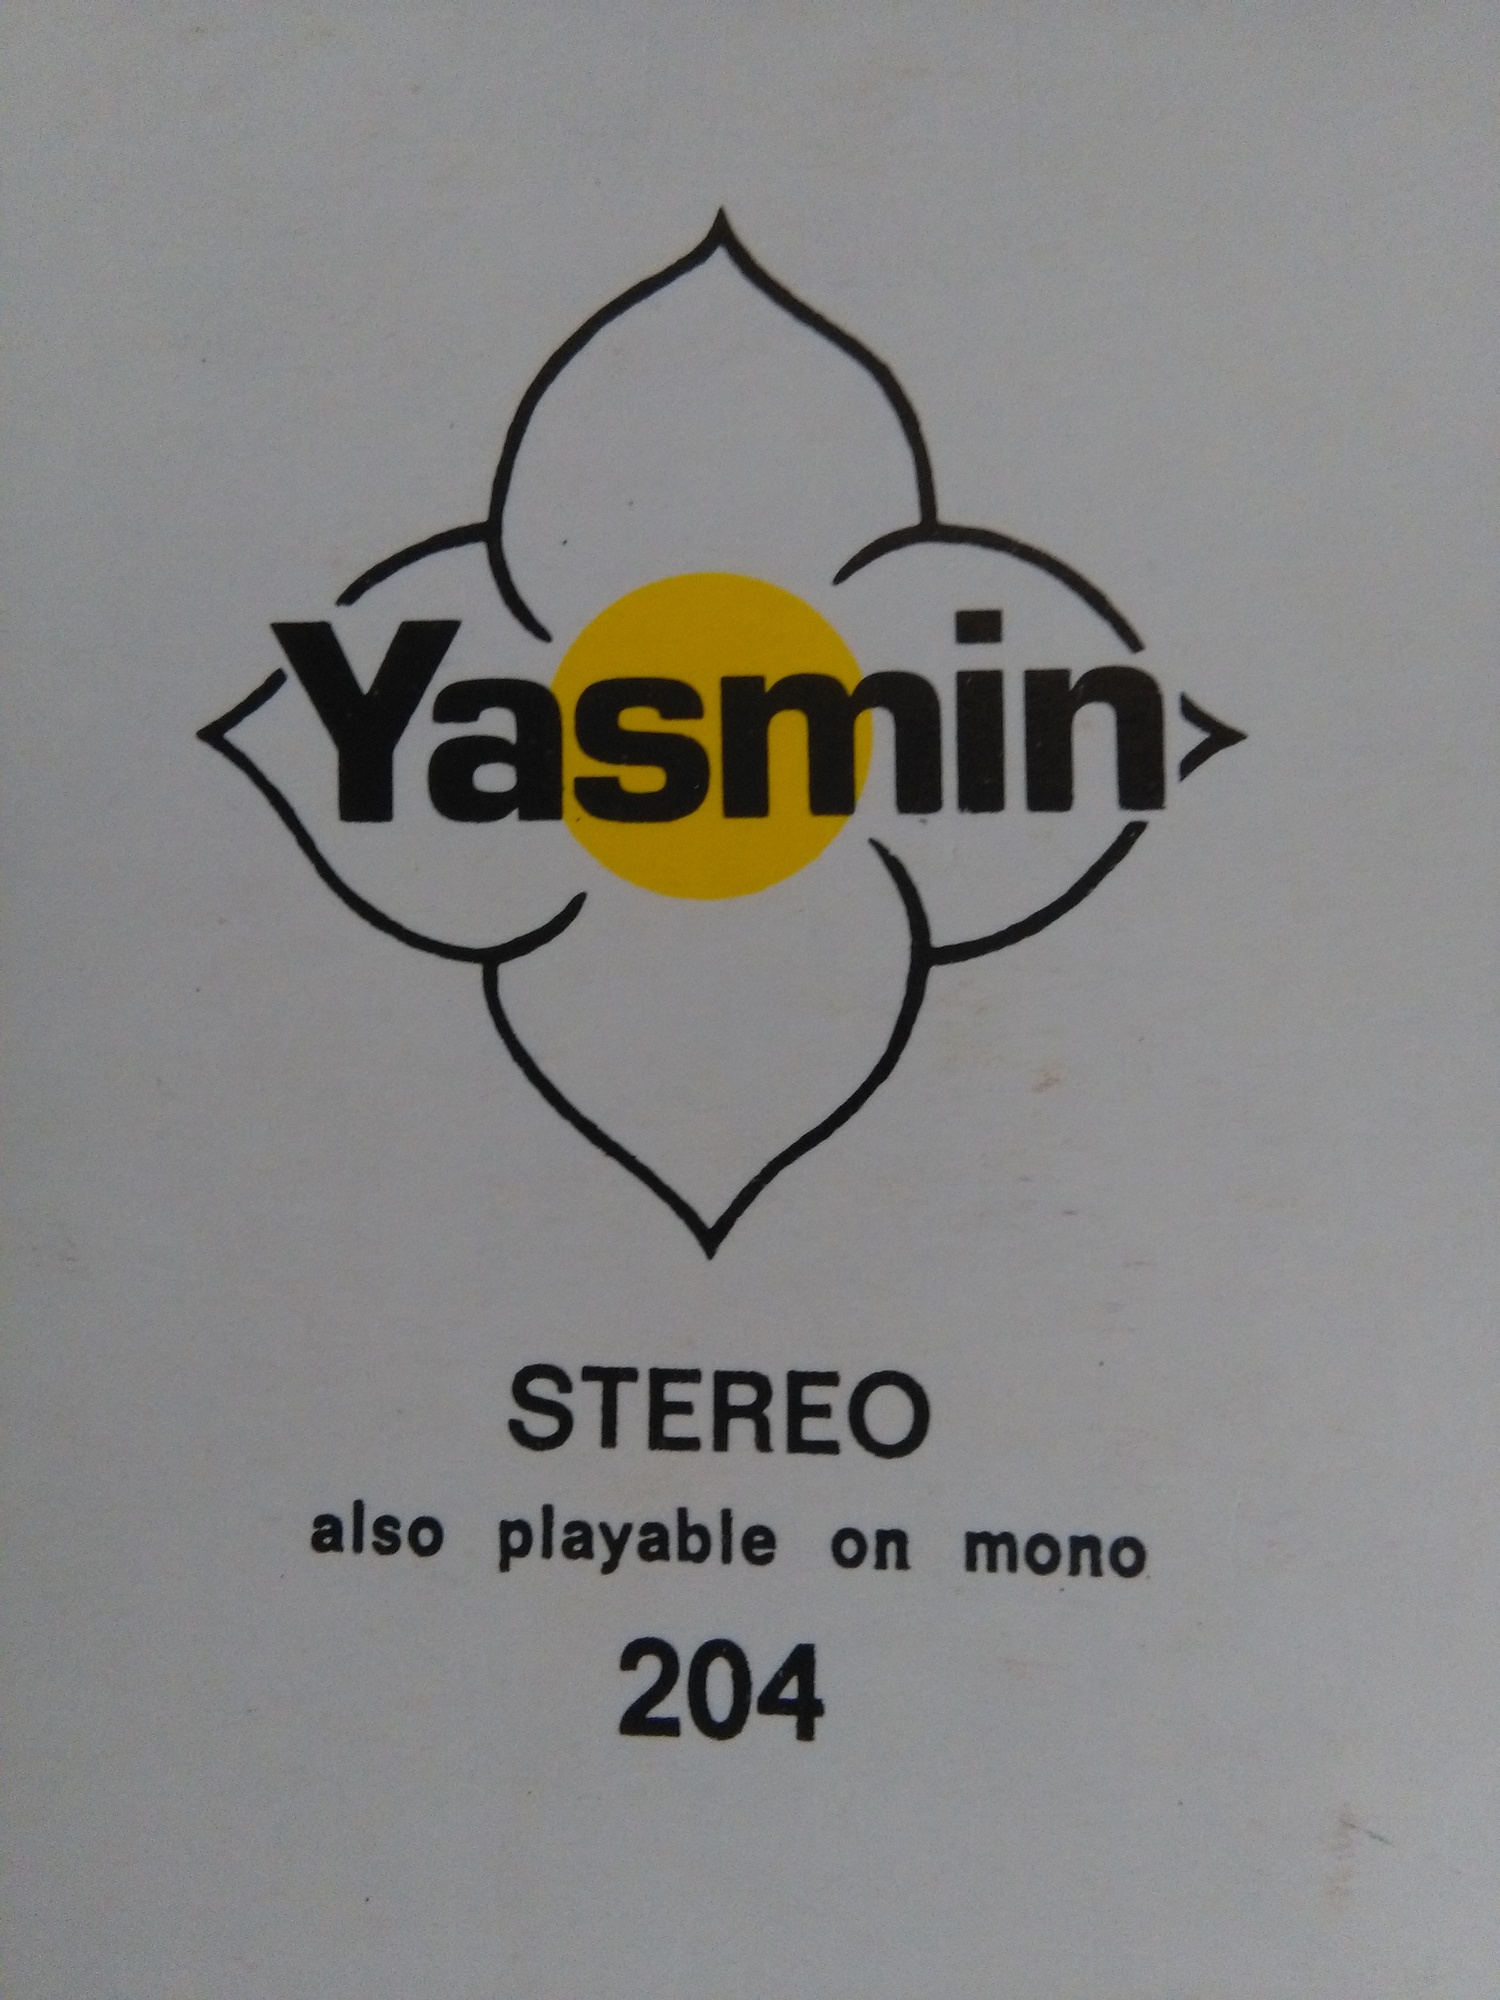 Yasmin
STEREO
also playable on mono
204